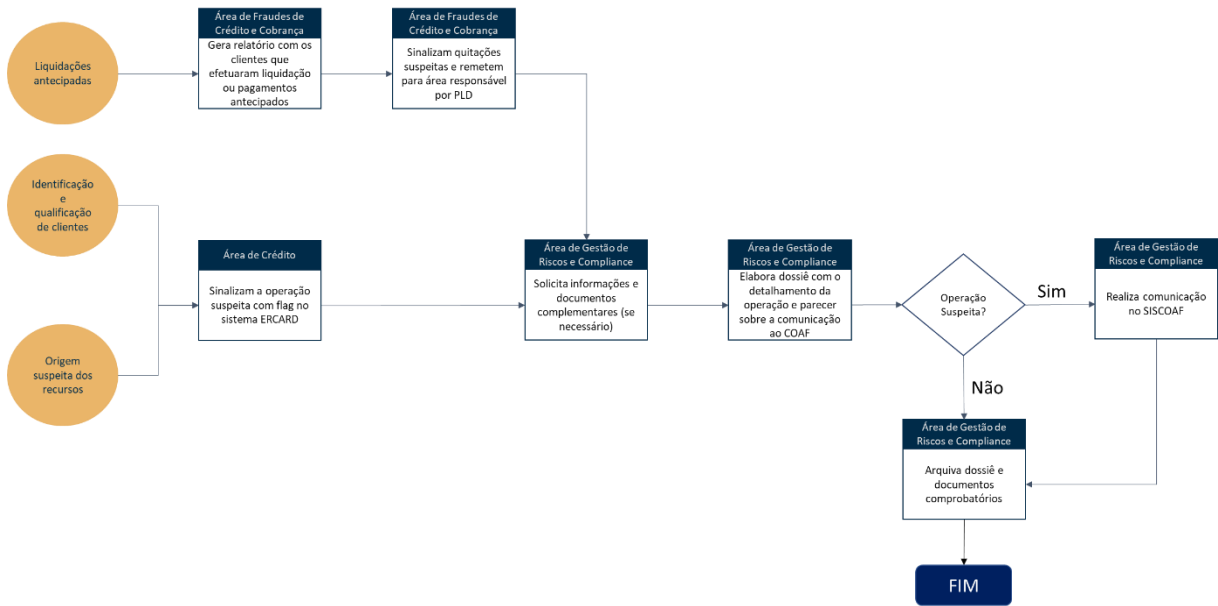 Liquidações
antecipadas
Área de Fraudes de
Crédito e Cobrança
Gera relatório com os
clientes que
efetuaram liquidação
ou pagamentos
antecipados
Área de Fraudes de
Crédito e Cobrança
Sinalizam quitações
suspeitas e remetem
para área responsável
por PLD
Identificação
e
qualificação
de clientes
Origem
suspeita dos
recursos
Área de Crédito
Sinalizam a operação
suspeita com flag no
sistema ERCARD
Área de Gestão de
Riscos e Compliance
Solicita informações e
documentos
complementares (se
necessário)
Área de Gestão de
Riscos e Compliance
Elabora dossiê com o
detalhamento da
operação e parecer
sobre a comunicação
ao COAF
Operação
Suspeita?
Sim
Área de Gestão de
Riscos e Compliance
Realiza comunicação
no SISCOAF
Não
Área de Gestão de
Riscos e Compliance
Arquiva dossiê e
documentos
comprobatórios
FIM